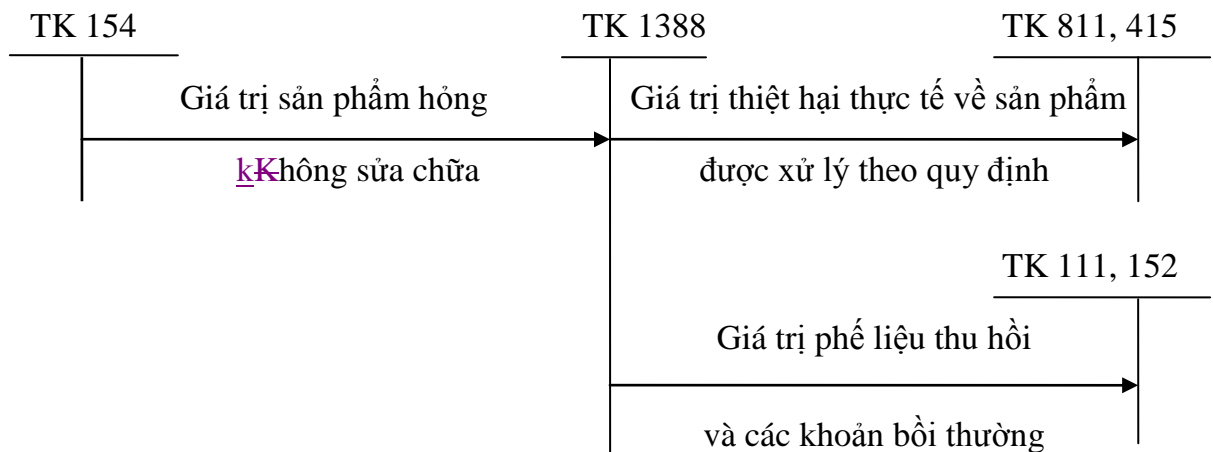 TK 154
TK 1388
TK 811, 415
Giá trị sản phẩm hỏng
Giá trị thiệt hại thực tế về sản phẩm
kKhông sửa chữa
được xử lý theo quy định
TK 111, 152
Giá trị phế liệu thu hồi
và các khoản bồi thường